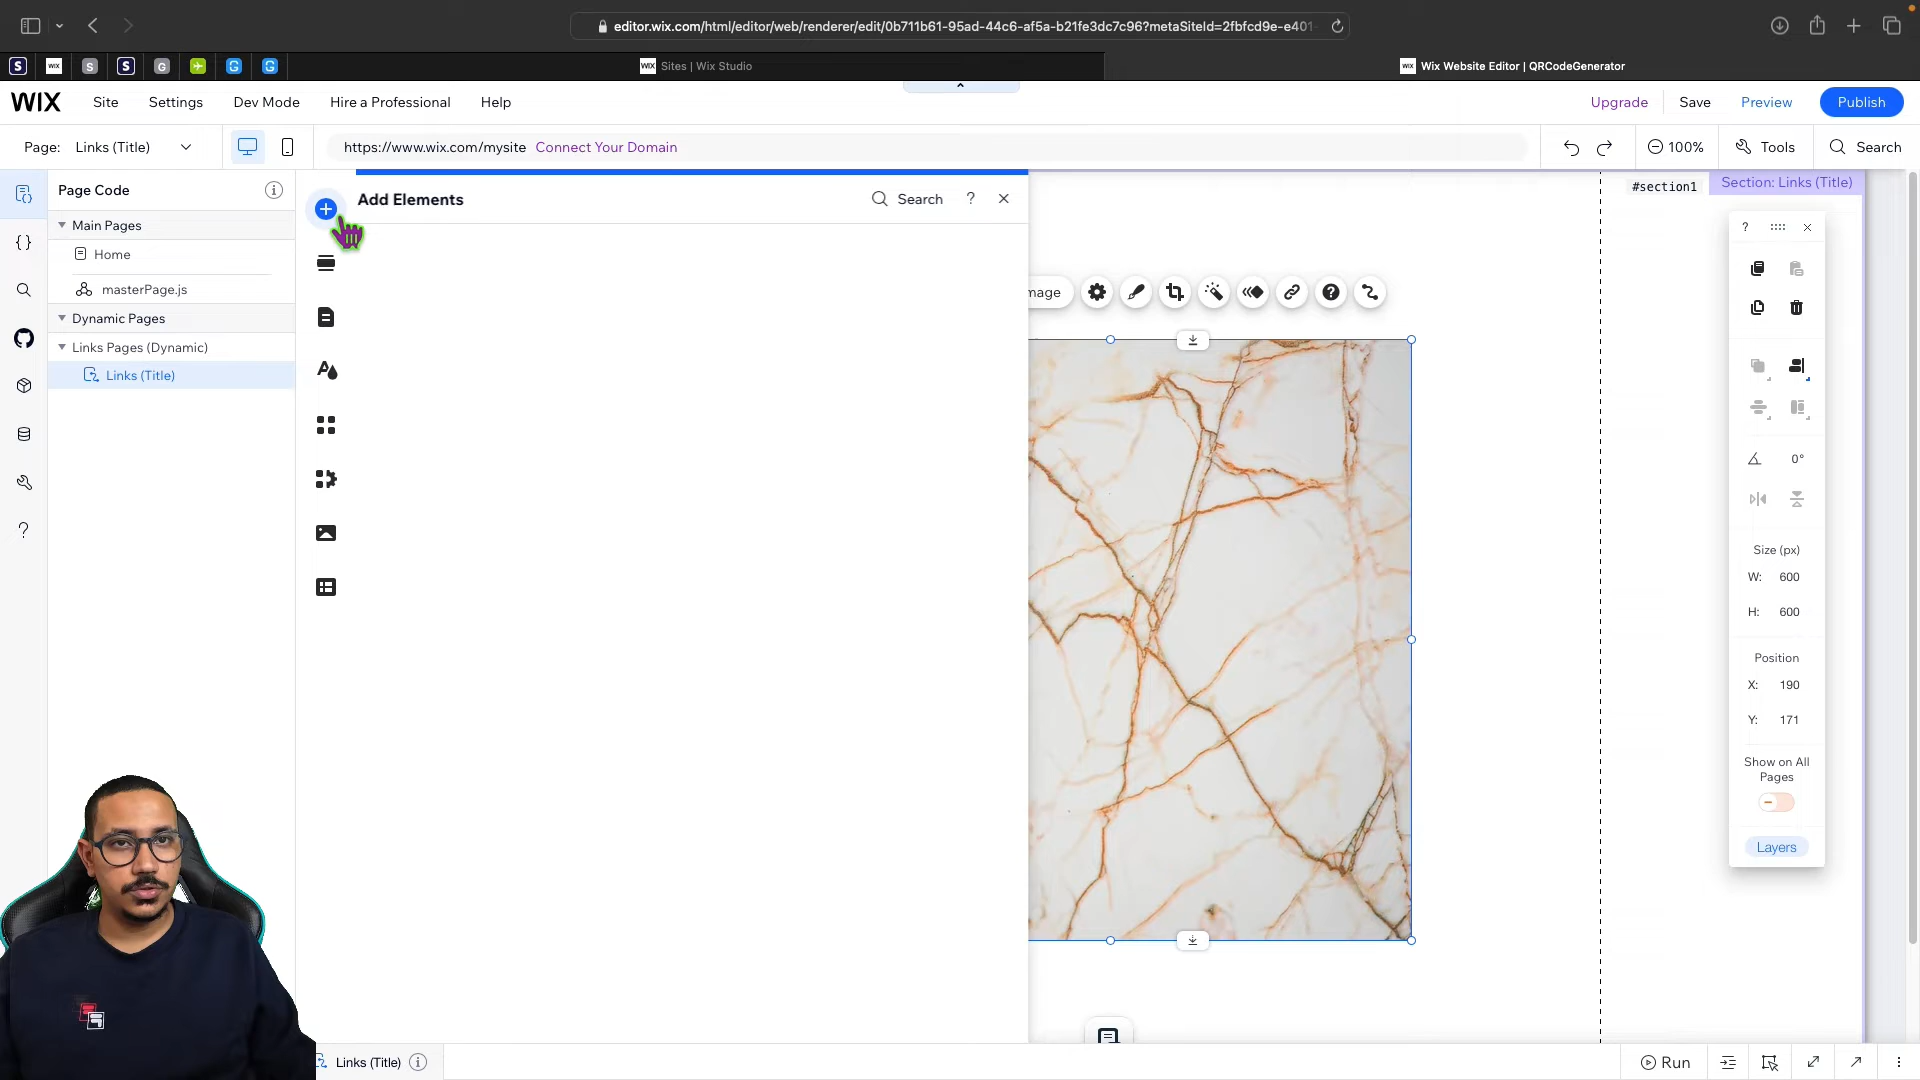 editor.wix.com/html/editor/web/renderer/edit/0b711b61-95ad-44c6-af5a-b21fe3dc7c96?metaSiteId=2fbfcd9e-e401-
S
WIX
S
S
G
G
G
WIX Sites | Wix Studio
WIX Wix Website Editor | QRCodeGenerator
WIX
Site
Settings
Dev Mode
Hire a Professional
Help
Upgrade
Save
Preview
Publish
Page: Links (Title)
https://www.wix.com/mysite Connect Your Domain
100%
Tools
Search
Page Code
Main Pages
Home
masterPage.js
Dynamic Pages
Links Pages (Dynamic)
Links (Title)
Add Elements
Search
?
#section1
Section: Links (Title)
mage
?
0°
Size (px)
W: 600
H: 600
Position
X: 190
Y: 171
Show on All
Pages
Layers
Links (Title)
Run